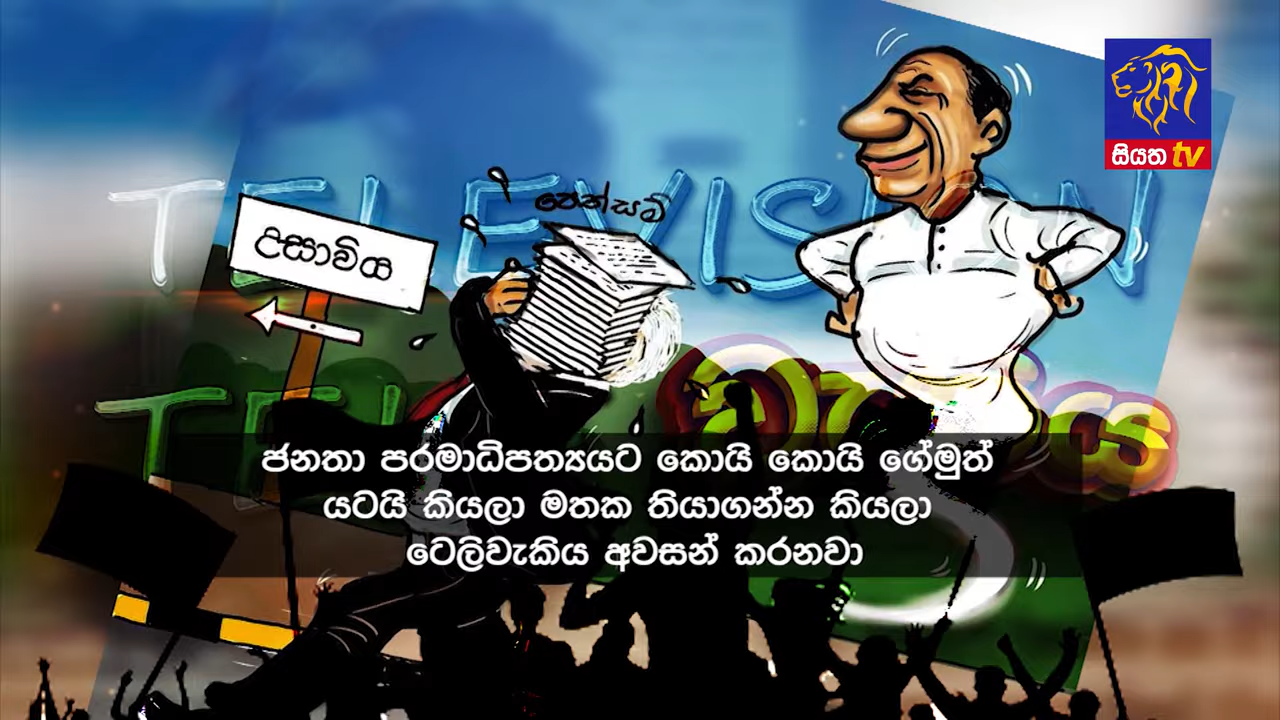 සියත tv
TELEVISION
පෙන්සම්
උසාවිය
ජනතා පරමාධිපත්‍යයට කොයි කොයි ගේමුත්
යටයි කියලා මතක තියාගන්න කියලා
ටෙලිවැකිය අවසන් කරනවා